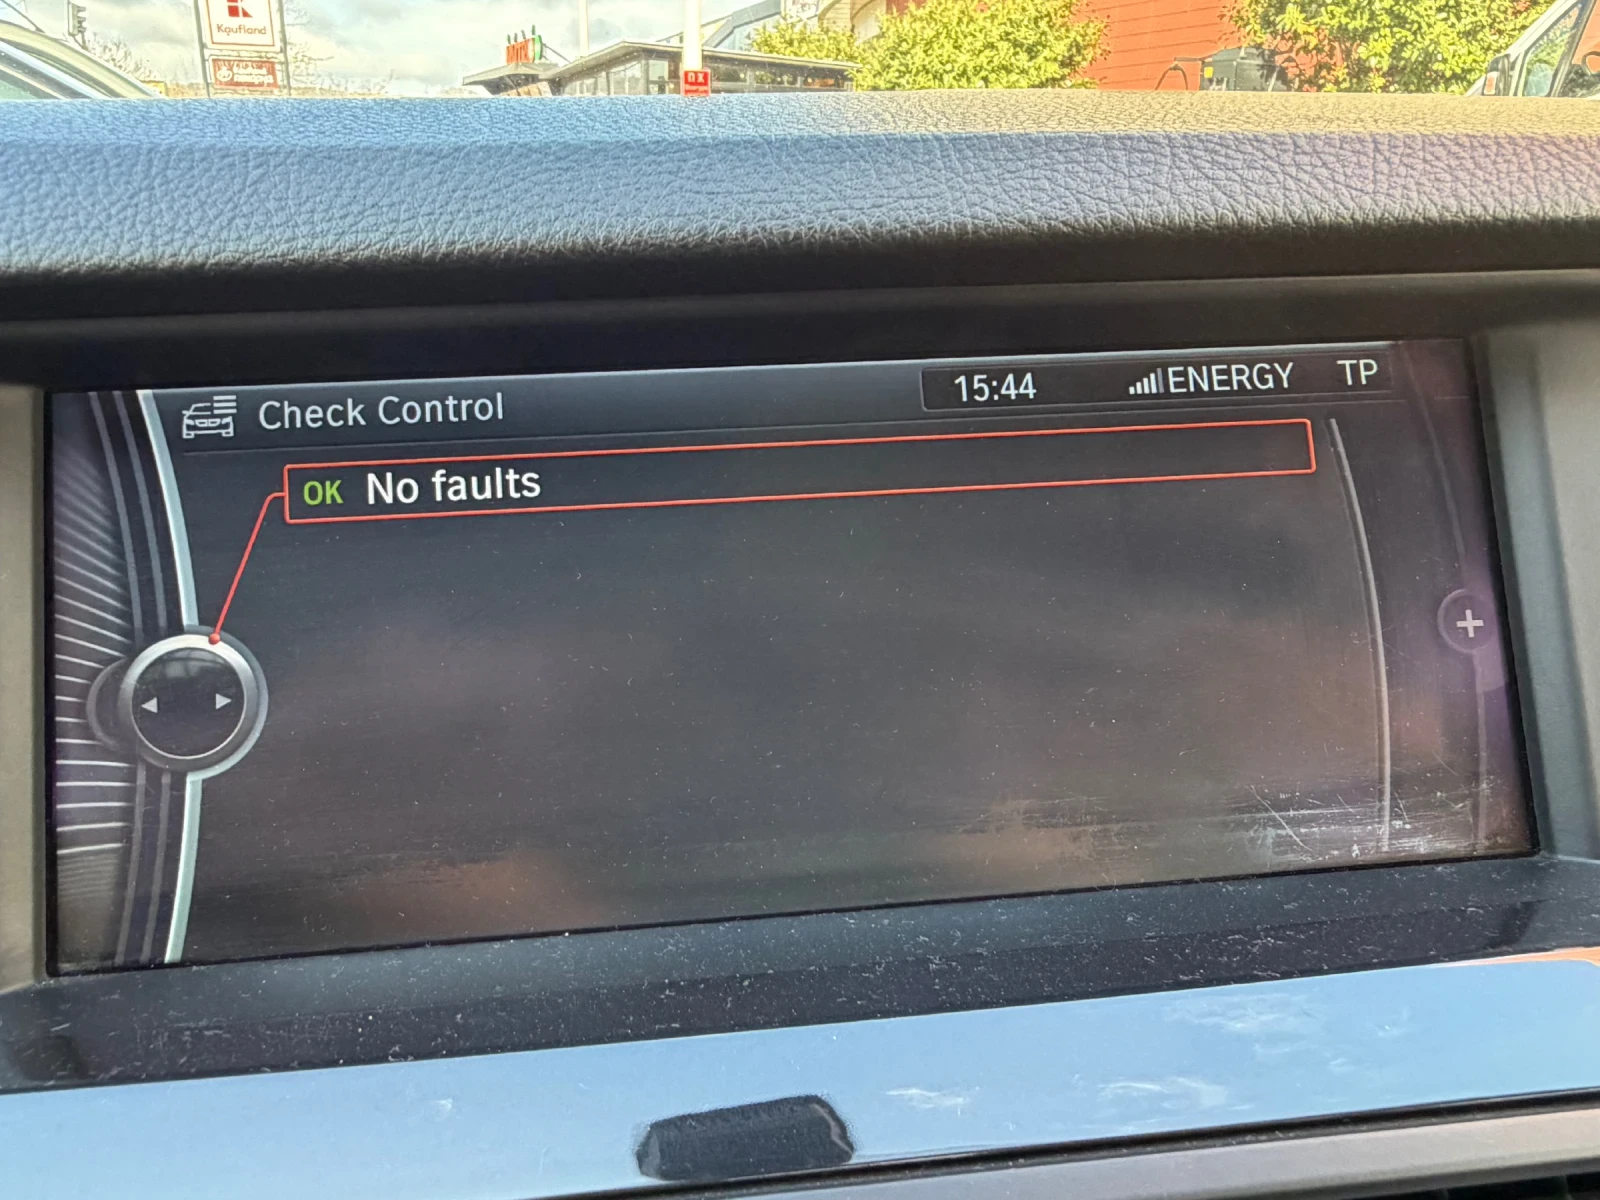 Kaufland
Check Control
15:44
ENERGY
TP
OK No faults